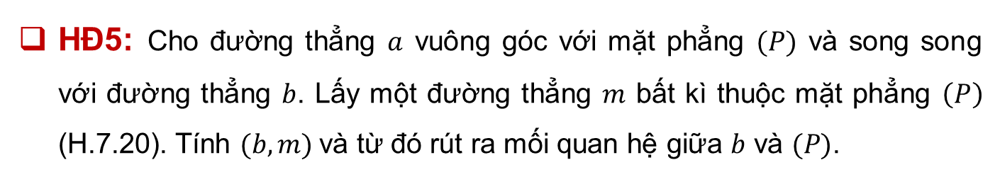 ❑ HĐ5: Cho đường thẳng a vuông góc với mặt phẳng (P) và song song
với đường thẳng b. Lấy một đường thẳng m bất kì thuộc mặt phẳng (P)
(H.7.20). Tính (b, m) và từ đó rút ra mối quan hệ giữa b và (P).